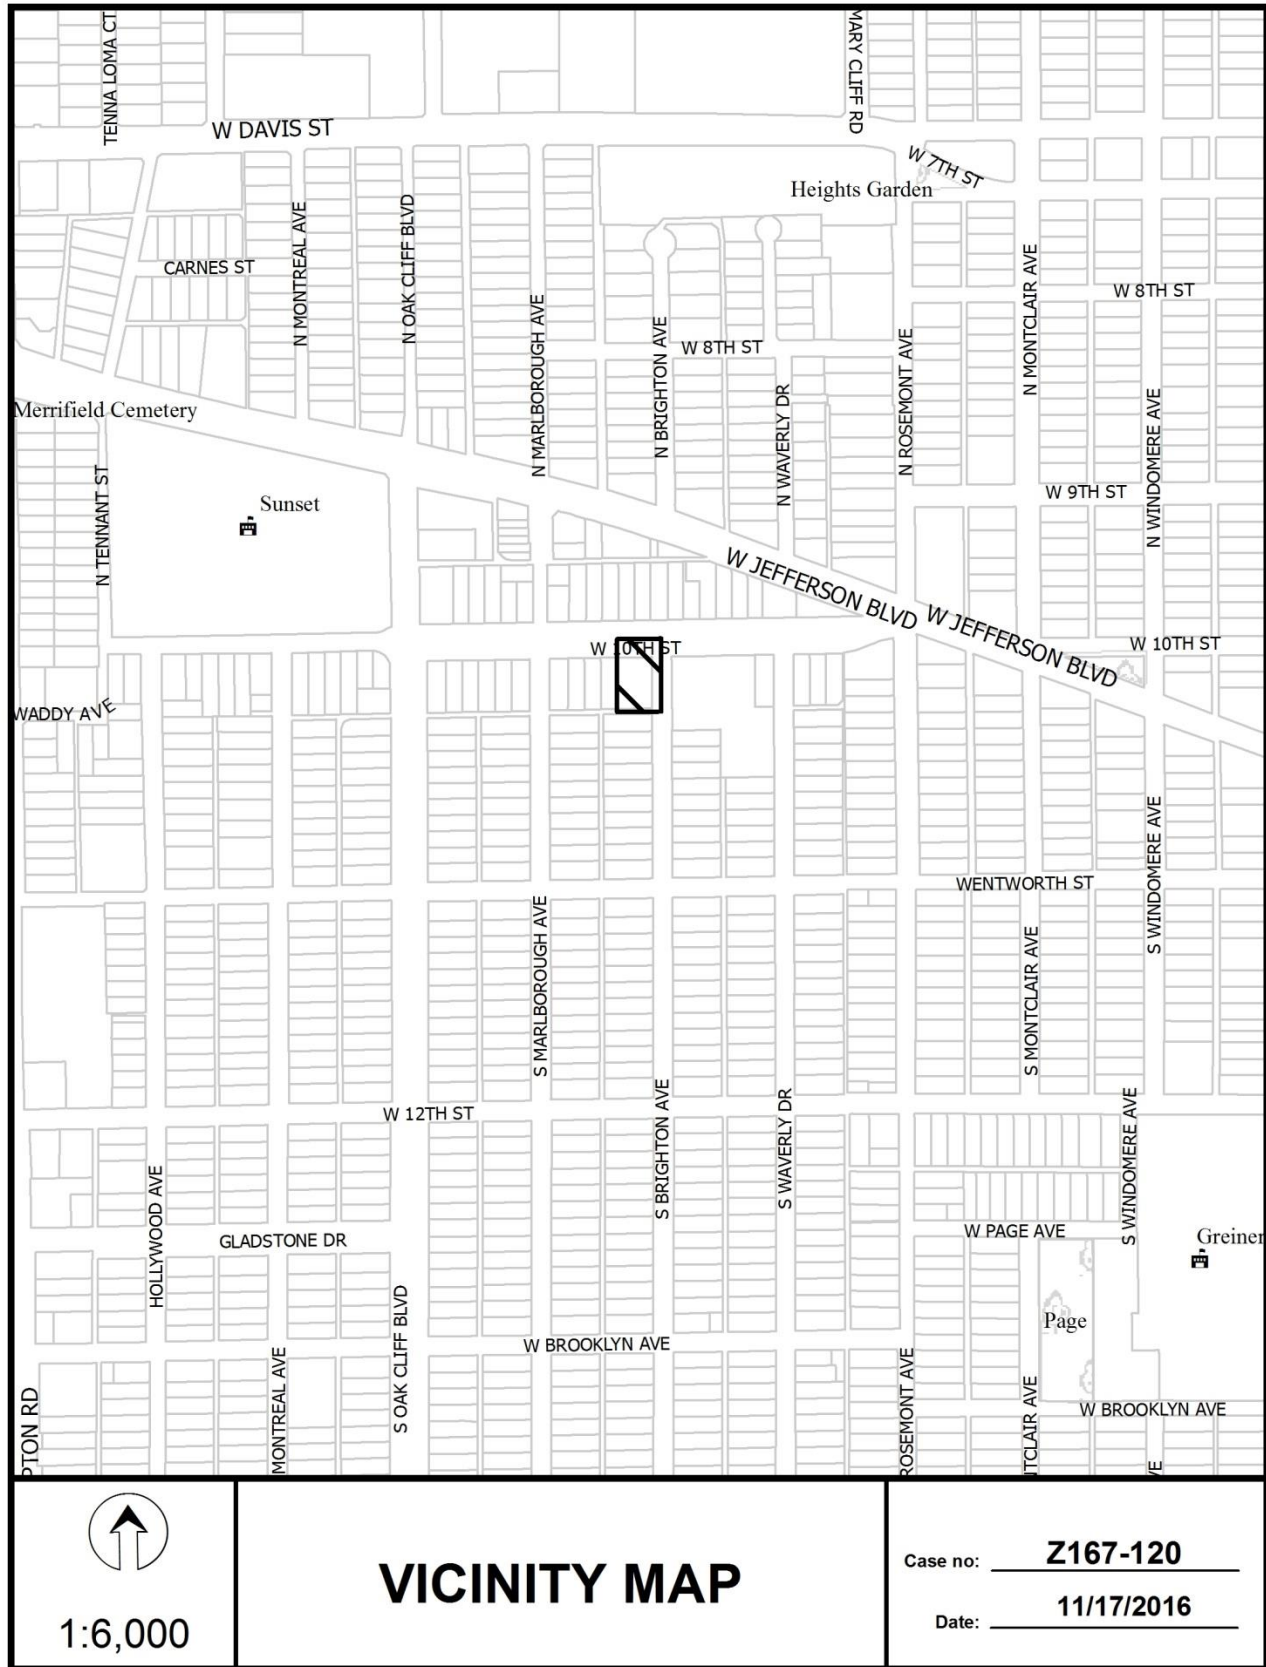 TENNA LOMA CT
MARY CLIFF RD
W DAVIS ST
W 7TH ST
Heights Garden
N MONTREAL AVE
N OAK CLIFF BLVD
CARNES ST
N MONTCLAIR AVE
W 8TH ST
N MARLBOROUGH AVE
N BRIGHTON AVE
W 8TH ST
N ROSEMONT AVE
N WAVERLY DR
N WINDOMERE AVE
Merrifield Cemetery
N TENNANT ST
Sunset
W 9TH ST
W JEFFERSON BLVD
W JEFFERSON BLVD
W 10TH ST
W 10TH ST
WADDY AVE
S WINDOMERE AVE
WENTWORTH ST
S MARLBOROUGH AVE
S MONTCLAIR AVE
W 12TH ST
S BRIGHTON AVE
S WAVERLY DR
S WINDOMERE AVE
HOLLYWOOD AVE
GLADSTONE DR
W PAGE AVE
Greiner
S OAK CLIFF BLVD
Page
W BROOKLYN AVE
MONTREAL AVE
ROSEMONT AVE
NTCLAIR AVE
W BROOKLYN AVE
PTON RD
VE
1:6,000
VICINITY MAP
Case no: Z167-120
Date: 11/17/2016